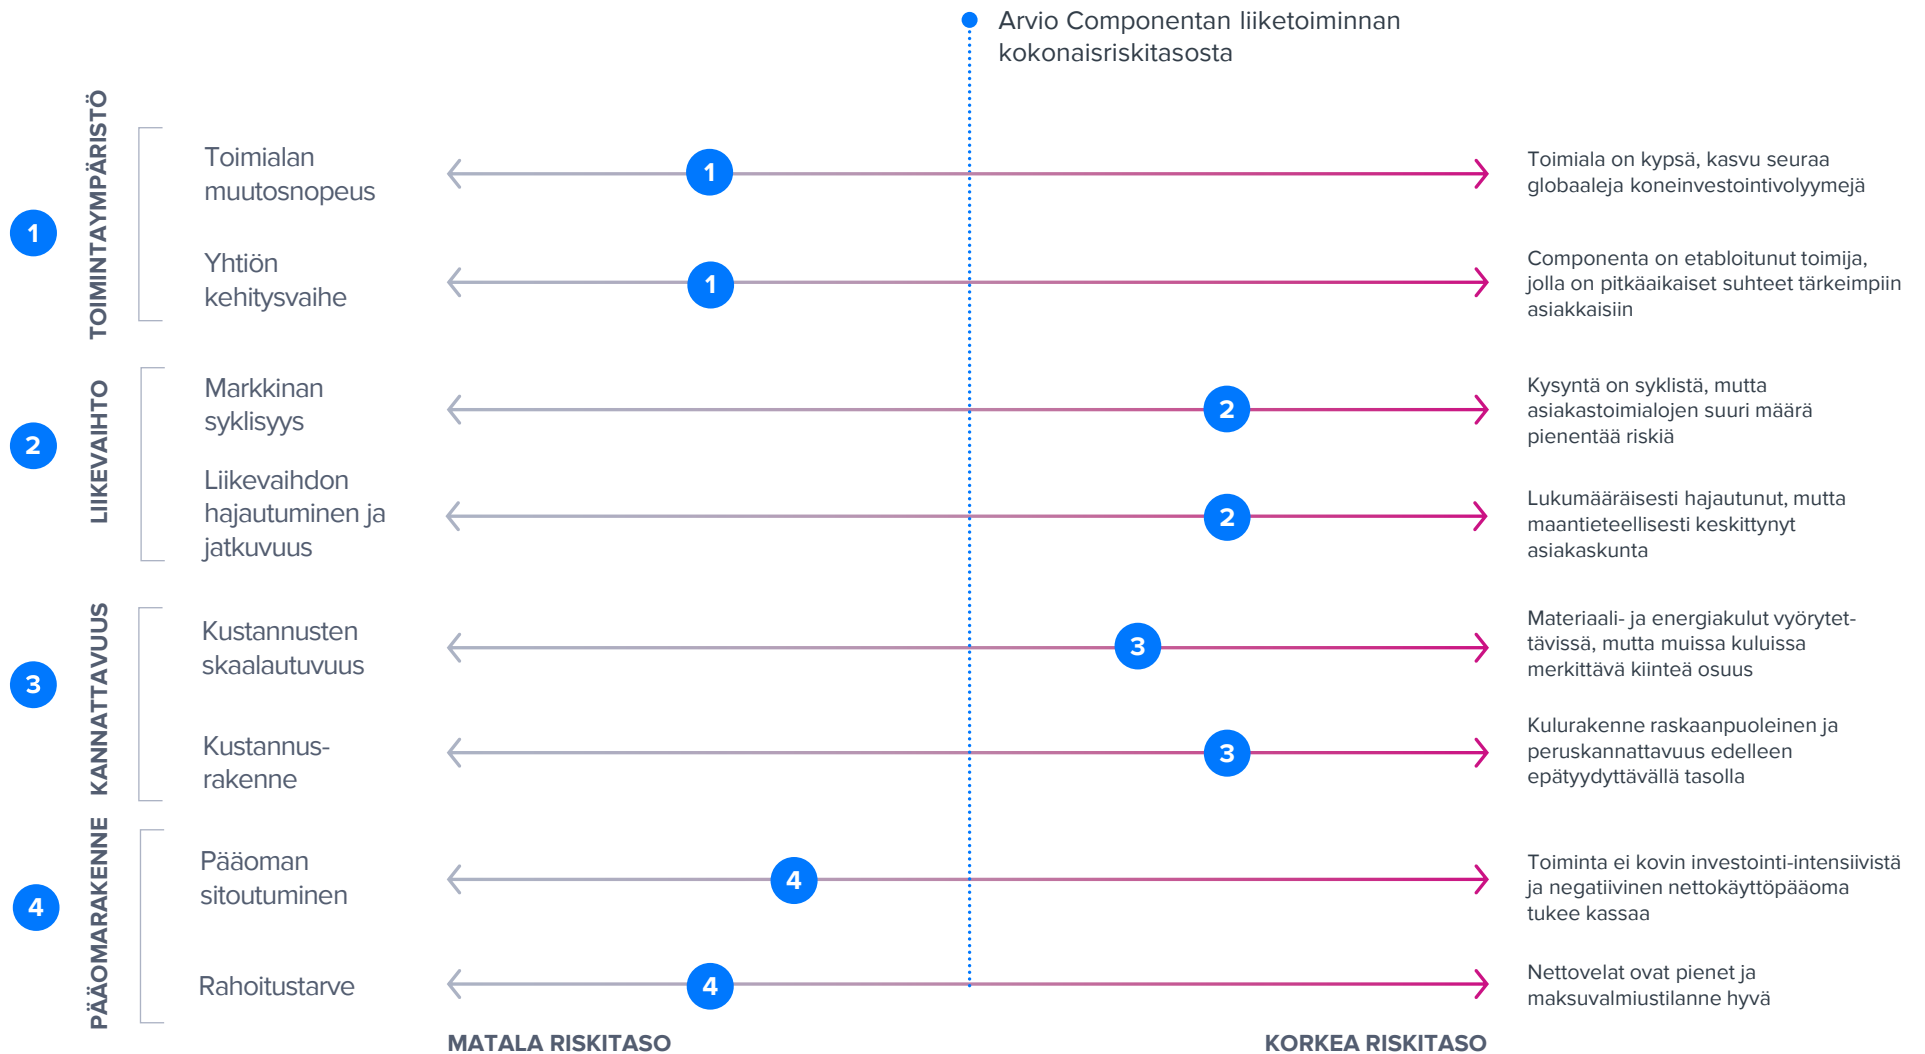 Arvio Componentan liiketoiminnan
kokonaisriskitasosta
1
TOIMINTAYMPÄRISTÖ
Toimialan
muutosnopeus
1
Toimiala on kypsä, kasvu seuraa
globaaleja koneinvestointivolyymejä
Yhtiön
kehitysvaihe
1
Componenta on etabloitunut toimija,
jolla on pitkäaikaiset suhteet tärkeimpiin
asiakkaisiin
2
LIIKEVAIHTO
Markkinan
syklisyys
2
Kysyntä on syklistä, mutta
asiakastoimialojen suuri määrä
pienentää riskiä
Liikevaihdon
hajautuminen ja
jatkuvuus
2
Lukumääräisesti hajautunut, mutta
maantieteellisesti keskittynyt
asiakaskunta
3
KANNATTAVUUS
Kustannusten
skaalautuvuus
3
Materiaali- ja energiakulut vyörytet-
tävissä, mutta muissa kuluissa
merkittävä kiinteä osuus
Kustannus-
rakenne
3
Kulurakenne raskaanpuoleinen ja
peruskannattavuus edelleen
epätyydyttävällä tasolla
4
PÄÄOMARAKENNE
Pääoman
sitoutuminen
4
Toiminta ei kovin investointi-intensiivistä
ja negatiivinen nettokäyttöpääoma
tukee kassaa
Rahoitustarve
4
Nettovelat ovat pienet ja
maksuvalmiustilanne hyvä
MATALA RISKITASO
KORKEA RISKITASO